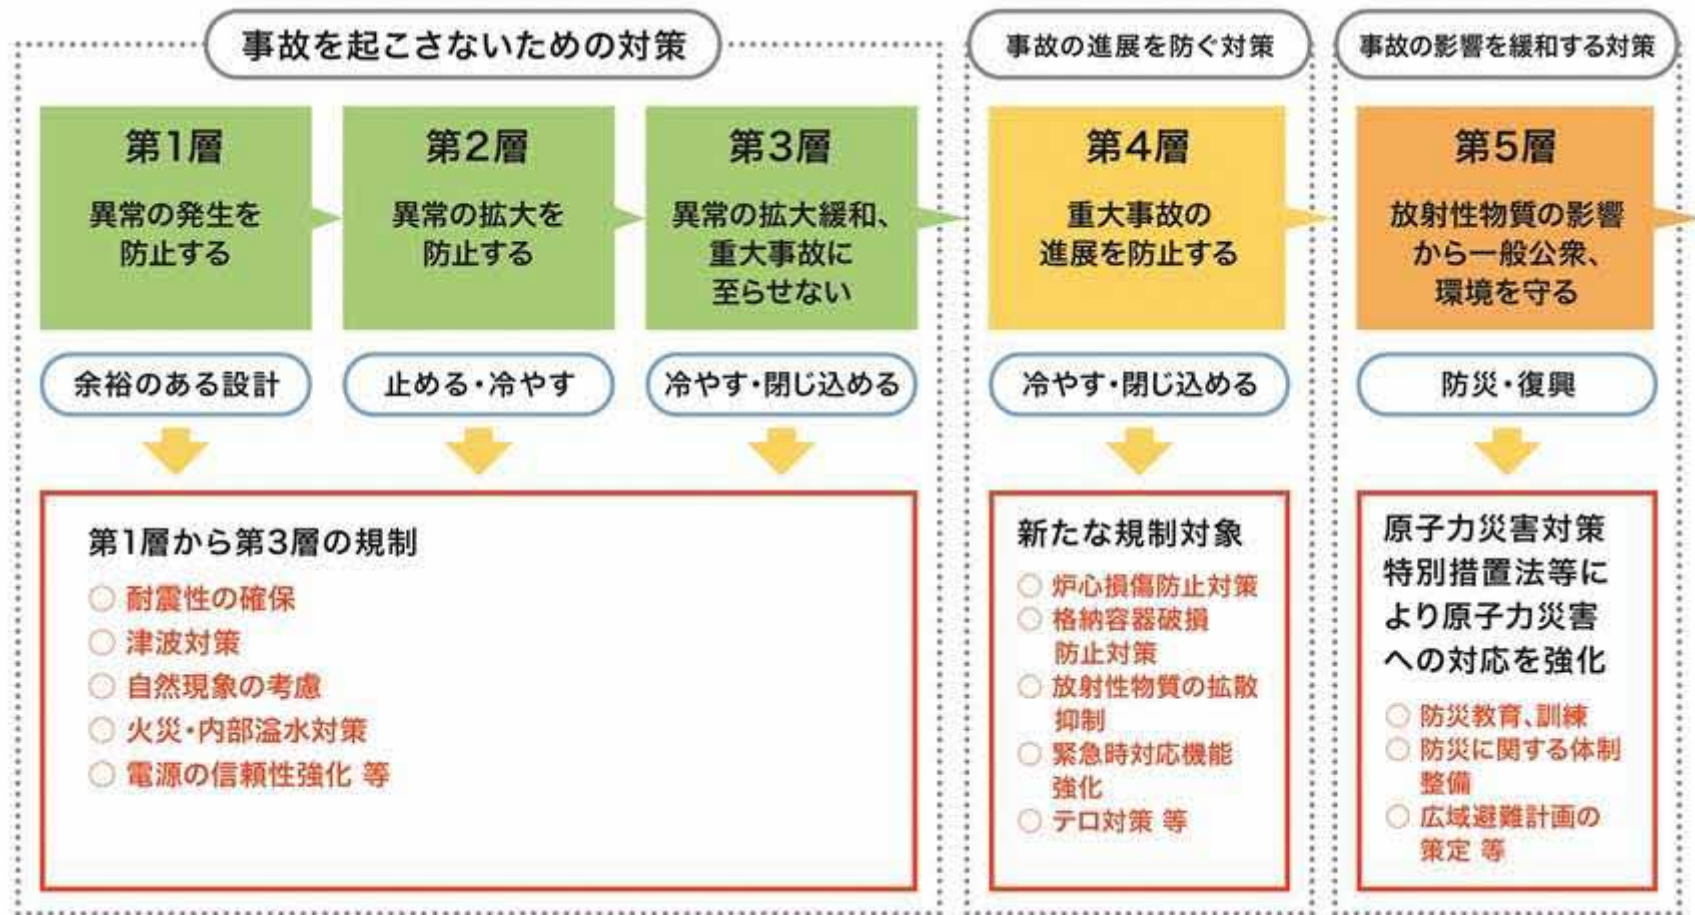 事故を起こさないための対策
第1層
異常の発生を
防止する
余裕のある設計
第2層
異常の拡大を
防止する
止める・冷やす
第3層
異常の拡大緩和、
重大事故に
至らせない
冷やす・閉じ込める
第1層から第3層の規制
○ 耐震性の確保
○ 津波対策
○ 自然現象の考慮
○ 火災・内部溢水対策
○ 電源の信頼性強化 等
事故の進展を防ぐ対策
第4層
重大事故の
進展を防止する
冷やす・閉じ込める
新たな規制対象
○ 炉心損傷防止対策
○ 格納容器破損
防止対策
○ 放射性物質の拡散
抑制
○ 緊急時対応機能
強化
○ テロ対策 等
事故の影響を緩和する対策
第5層
放射性物質の影響
から一般公衆、
環境を守る
防災・復興
原子力災害対策
特別措置法等に
より原子力災害
への対応を強化
○ 防災教育、訓練
○ 防災に関する体制
整備
○ 広域避難計画の
策定 等